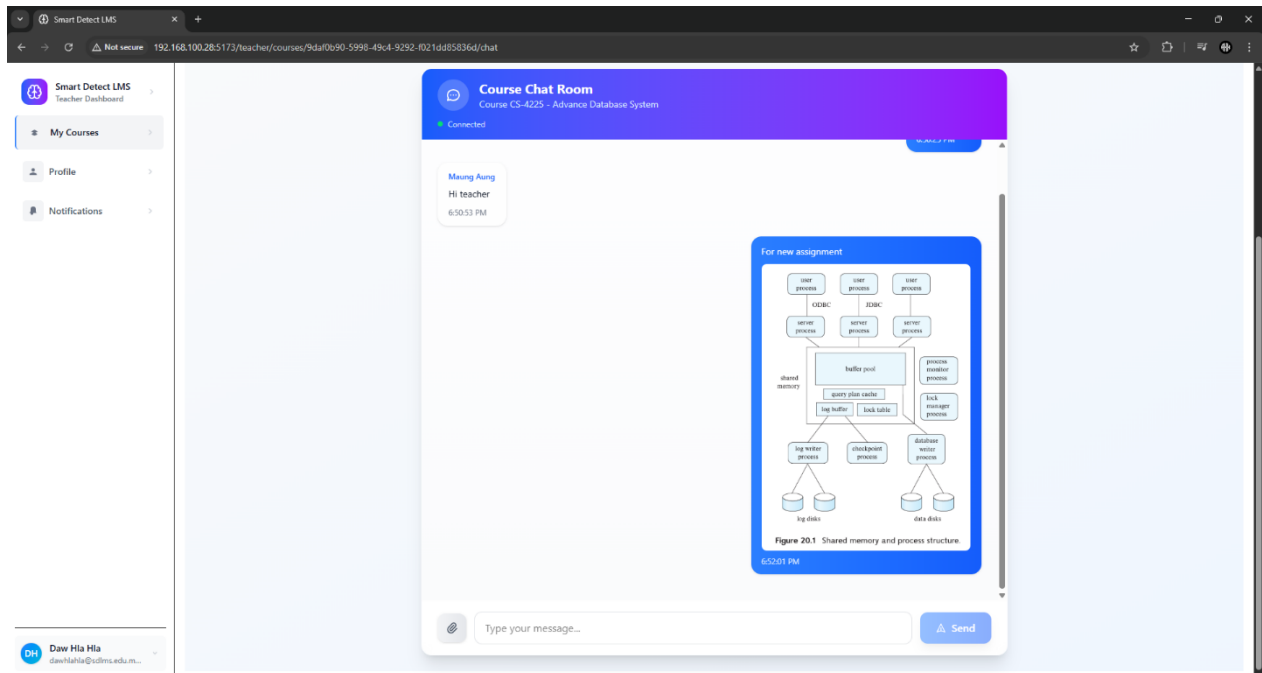 Smart Detect LMS
Not secure 192.168.100.28:5173/teacher/courses/9daf0b90-5998-49c4-9292-f021dd85836d/chat
Smart Detect LMS
Teacher Dashboard
My Courses
Profile
Notifications
Course Chat Room
Course CS-4225 - Advance Database System
Connected
Maung Aung
Hi teacher
6:50:53 PM
For new assignment
user process
user process
user process
ODBC
JDBC
server process
server process
server process
buffer pool
process monitor process
shared memory
query plan cache
log buffer
lock table
lock manager process
log writer process
checkpoint process
database writer process
log disks
data disks
Figure 20.1 Shared memory and process structure.
6:52:01 PM
Type your message...
Send
DH
Daw Hla Hla
dawhlahla@sdlms.edu.m...